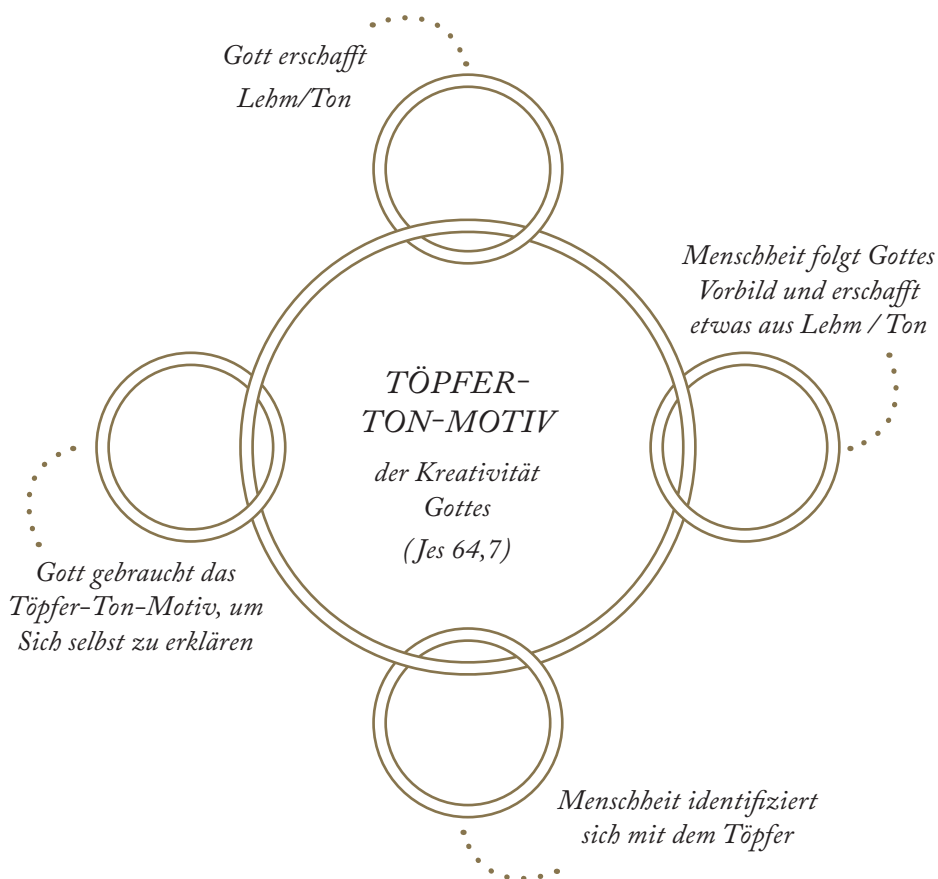 Gott erschafft
Lehm/Ton
Menschheit folgt Gottes
Vorbild und erschafft
etwas aus Lehm / Ton
TÖPFER-
TON-MOTIV
der Kreativität
Gottes
(Jes 64,7)
Gott gebraucht das
Töpfer-Ton-Motiv, um
Sich selbst zu erklären
Menschheit identifiziert
sich mit dem Töpfer